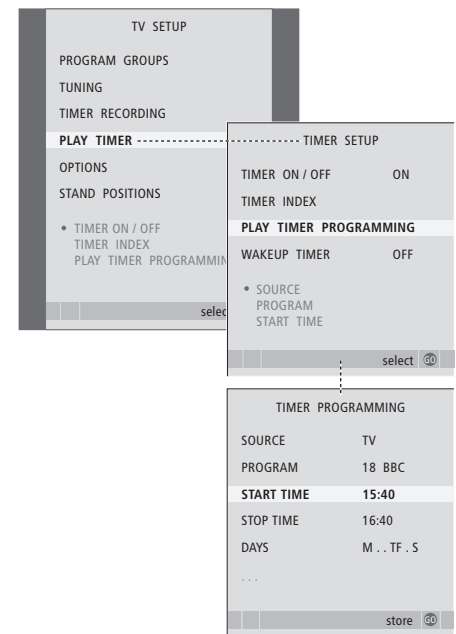 TV SETUP
PROGRAM GROUPS
TUNING
TIMER RECORDING
PLAY TIMER
OPTIONS
STAND POSITIONS
• TIMER ON / OFF
TIMER INDEX
PLAY TIMER PROGRAMMIN
selec
TIMER SETUP
TIMER ON / OFF ON
TIMER INDEX
PLAY TIMER PROGRAMMING
WAKEUP TIMER OFF
• SOURCE
PROGRAM
START TIME
select GO
TIMER PROGRAMMING
SOURCE TV
PROGRAM 18 BBC
START TIME 15:40
STOP TIME 16:40
DAYS M . . TF . S
. . .
store GO